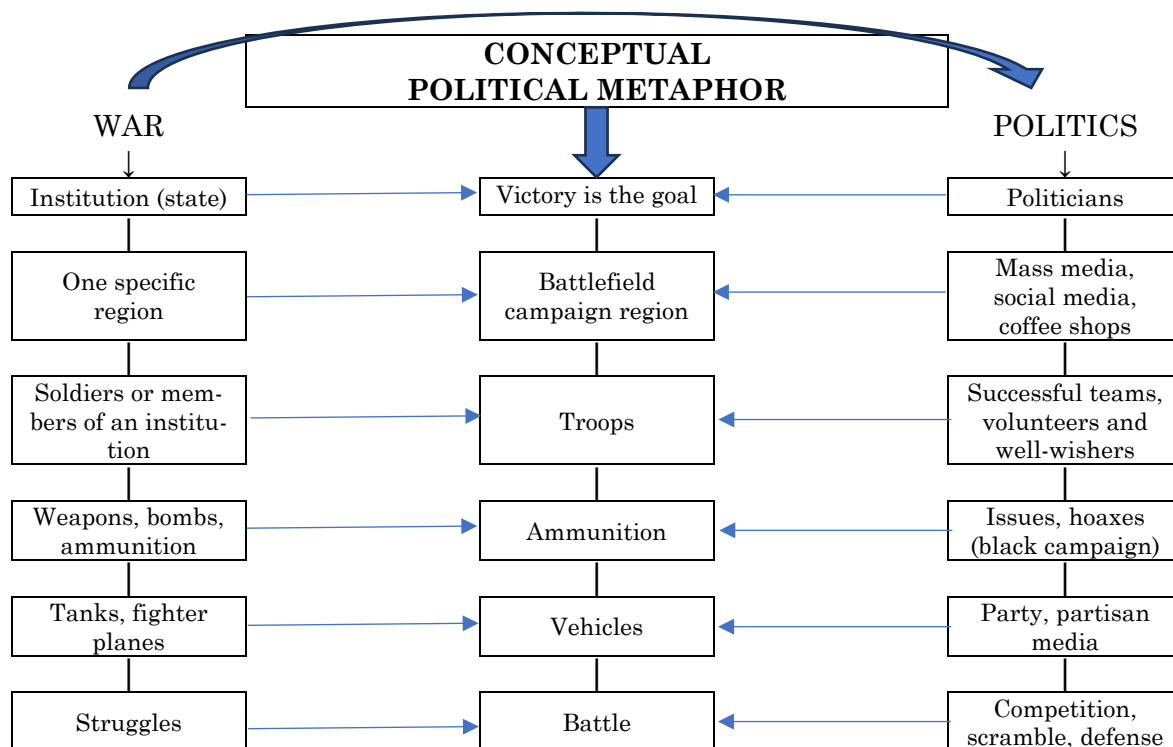 CONCEPTUAL
POLITICAL METAPHOR
WAR
POLITICS
↓
↓
Institution (state)
Victory is the goal
Politicians
One specific
region
Battlefield
campaign region
Mass media,
social media,
coffee shops
Soldiers or mem-
bers of an institu-
tion
Troops
Successful teams,
volunteers and
well-wishers
Weapons, bombs,
ammunition
Ammunition
Issues, hoaxes
(black campaign)
Tanks, fighter
planes
Vehicles
Party, partisan
media
Struggles
Battle
Competition,
scramble, defense